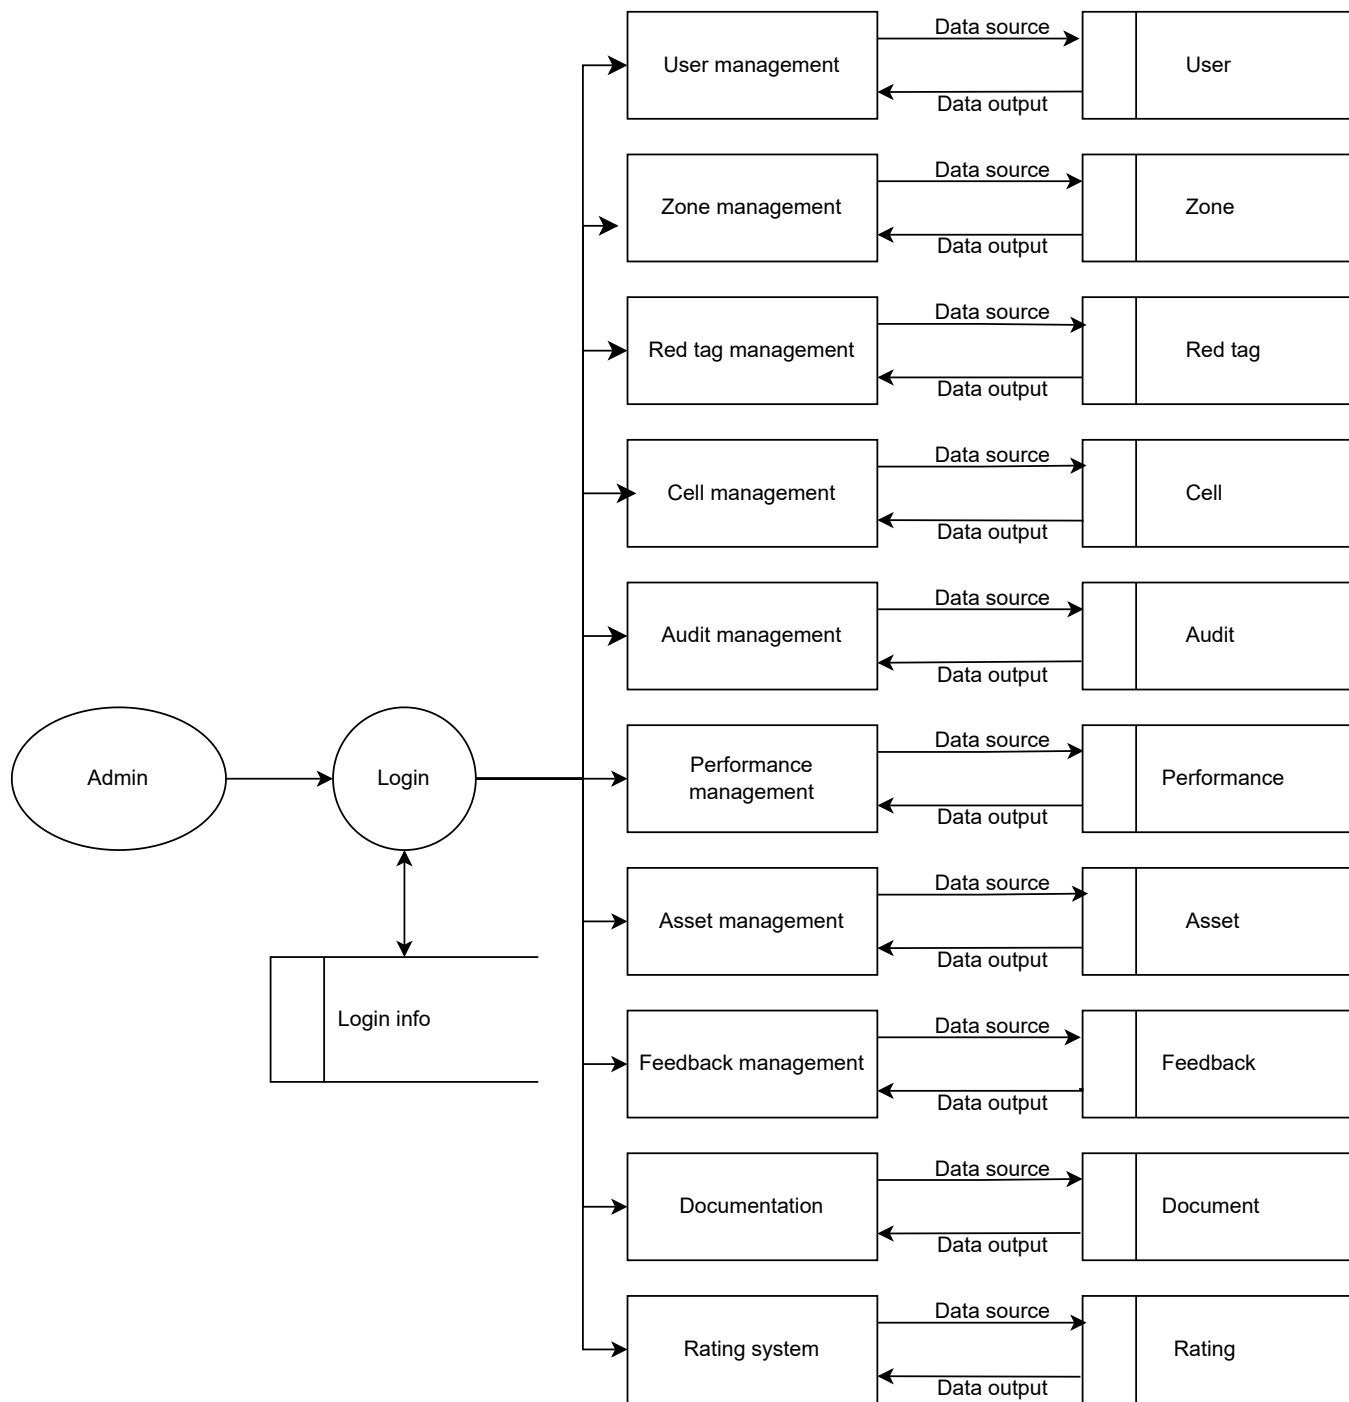 Data source
User management
User
Data output
Data source
Zone management
Zone
Data output
Data source
Red tag management
Red tag
Data output
Data source
Cell management
Cell
Data output
Data source
Audit management
Audit
Data output
Data source
Admin
Login
Performance
management
Performance
Data output
Data source
Asset management
Asset
Data output
Login info
Data source
Feedback management
Feedback
Data output
Data source
Documentation
Document
Data output
Data source
Rating system
Rating
Data output